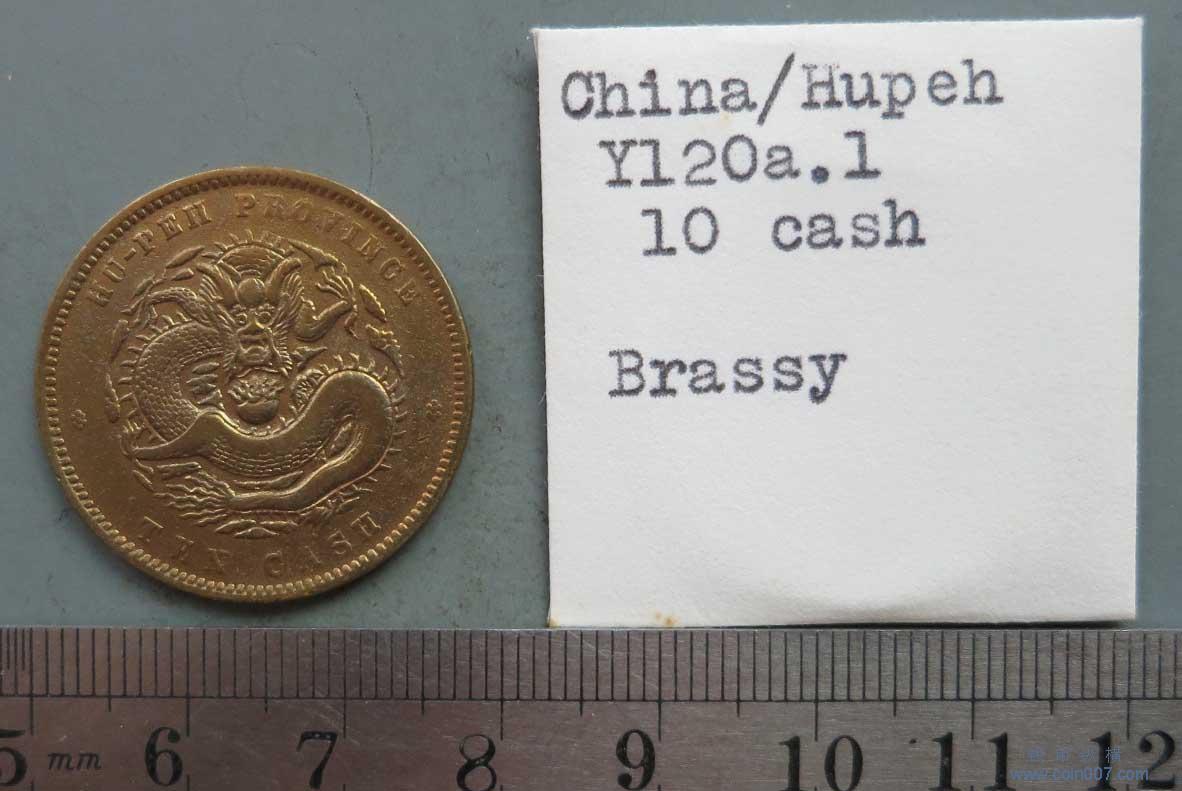 HU-PEH PROVINCE
TEN CASH
China/Hupeh
Y120a.1
10 cash
Brassy
5 mm 6 7 8 9 10 11 12
www.coin007.com